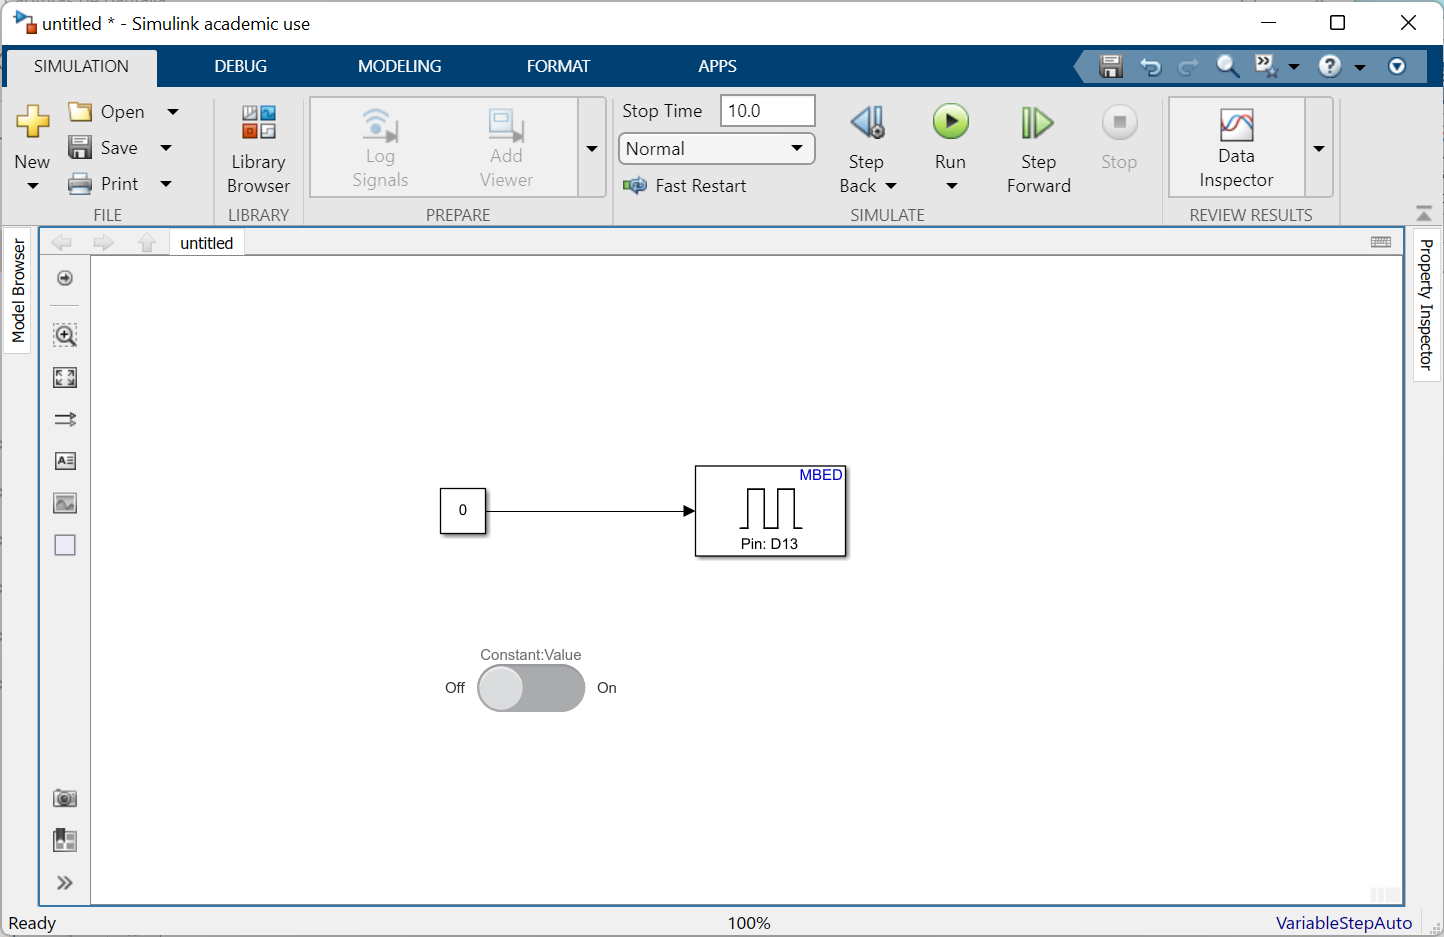 untitled * - Simulink academic use
SIMULATION
DEBUG
MODELING
FORMAT
APPS
New
Open
Save
Print
FILE
Library
Browser
LIBRARY
Log
Signals
Add
Viewer
PREPARE
Stop Time
10.0
Normal
Fast Restart
Step
Back
Run
Step
Forward
Stop
SIMULATE
Data
Inspector
REVIEW RESULTS
Model Browser
untitled
Property Inspector
0
MBED
Pin: D13
Constant:Value
Off
On
Ready
100%
VariableStepAuto